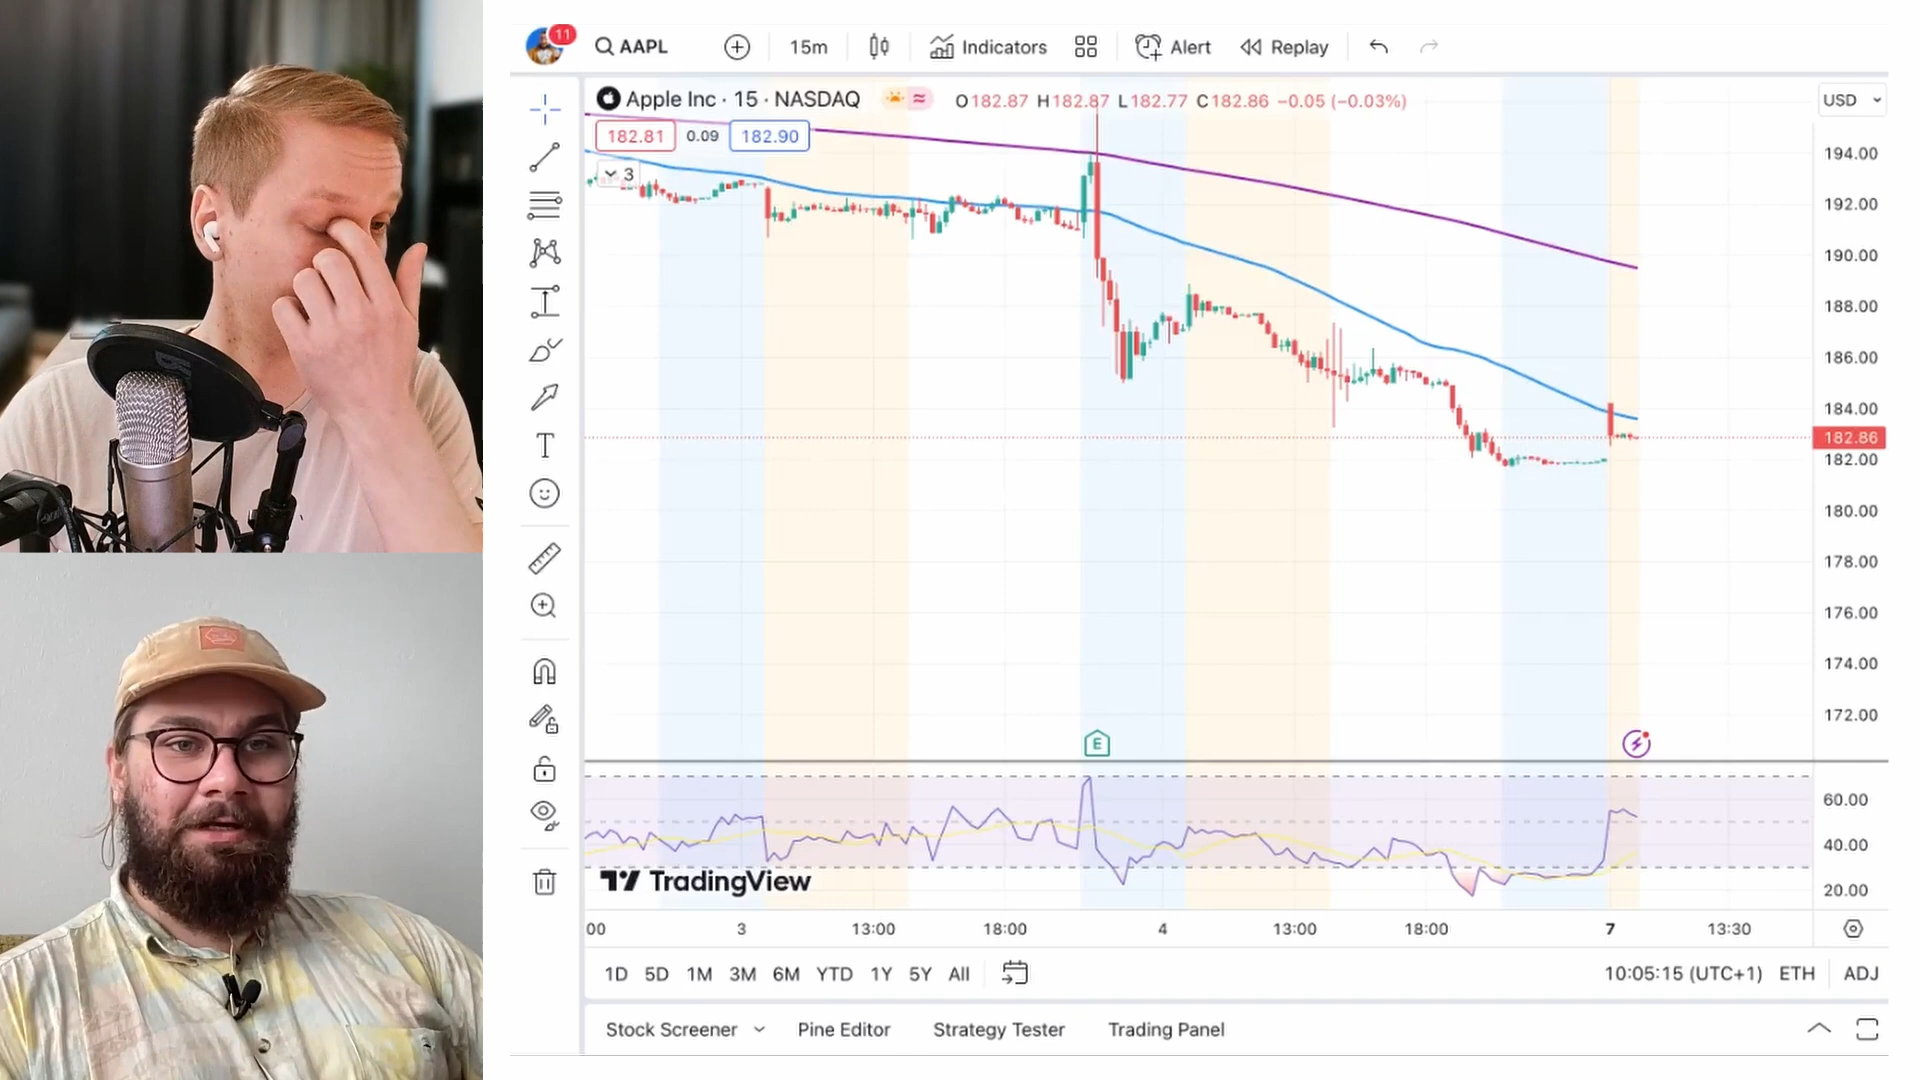 11
AAPL
15m
Indicators
Alert
Replay
Apple Inc · 15 · NASDAQ
O182.87 H182.87 L182.77 C182.86 −0.05 (−0.03%)
USD
182.81 0.09 182.90
3
194.00
192.00
190.00
188.00
186.00
184.00
182.86
182.00
180.00
178.00
176.00
174.00
172.00
E
60.00
40.00
20.00
TradingView
00 3 13:00 18:00 4 13:00 18:00 7 13:30
1D 5D 1M 3M 6M YTD 1Y 5Y All
10:05:15 (UTC+1) ETH ADJ
Stock Screener Pine Editor Strategy Tester Trading Panel